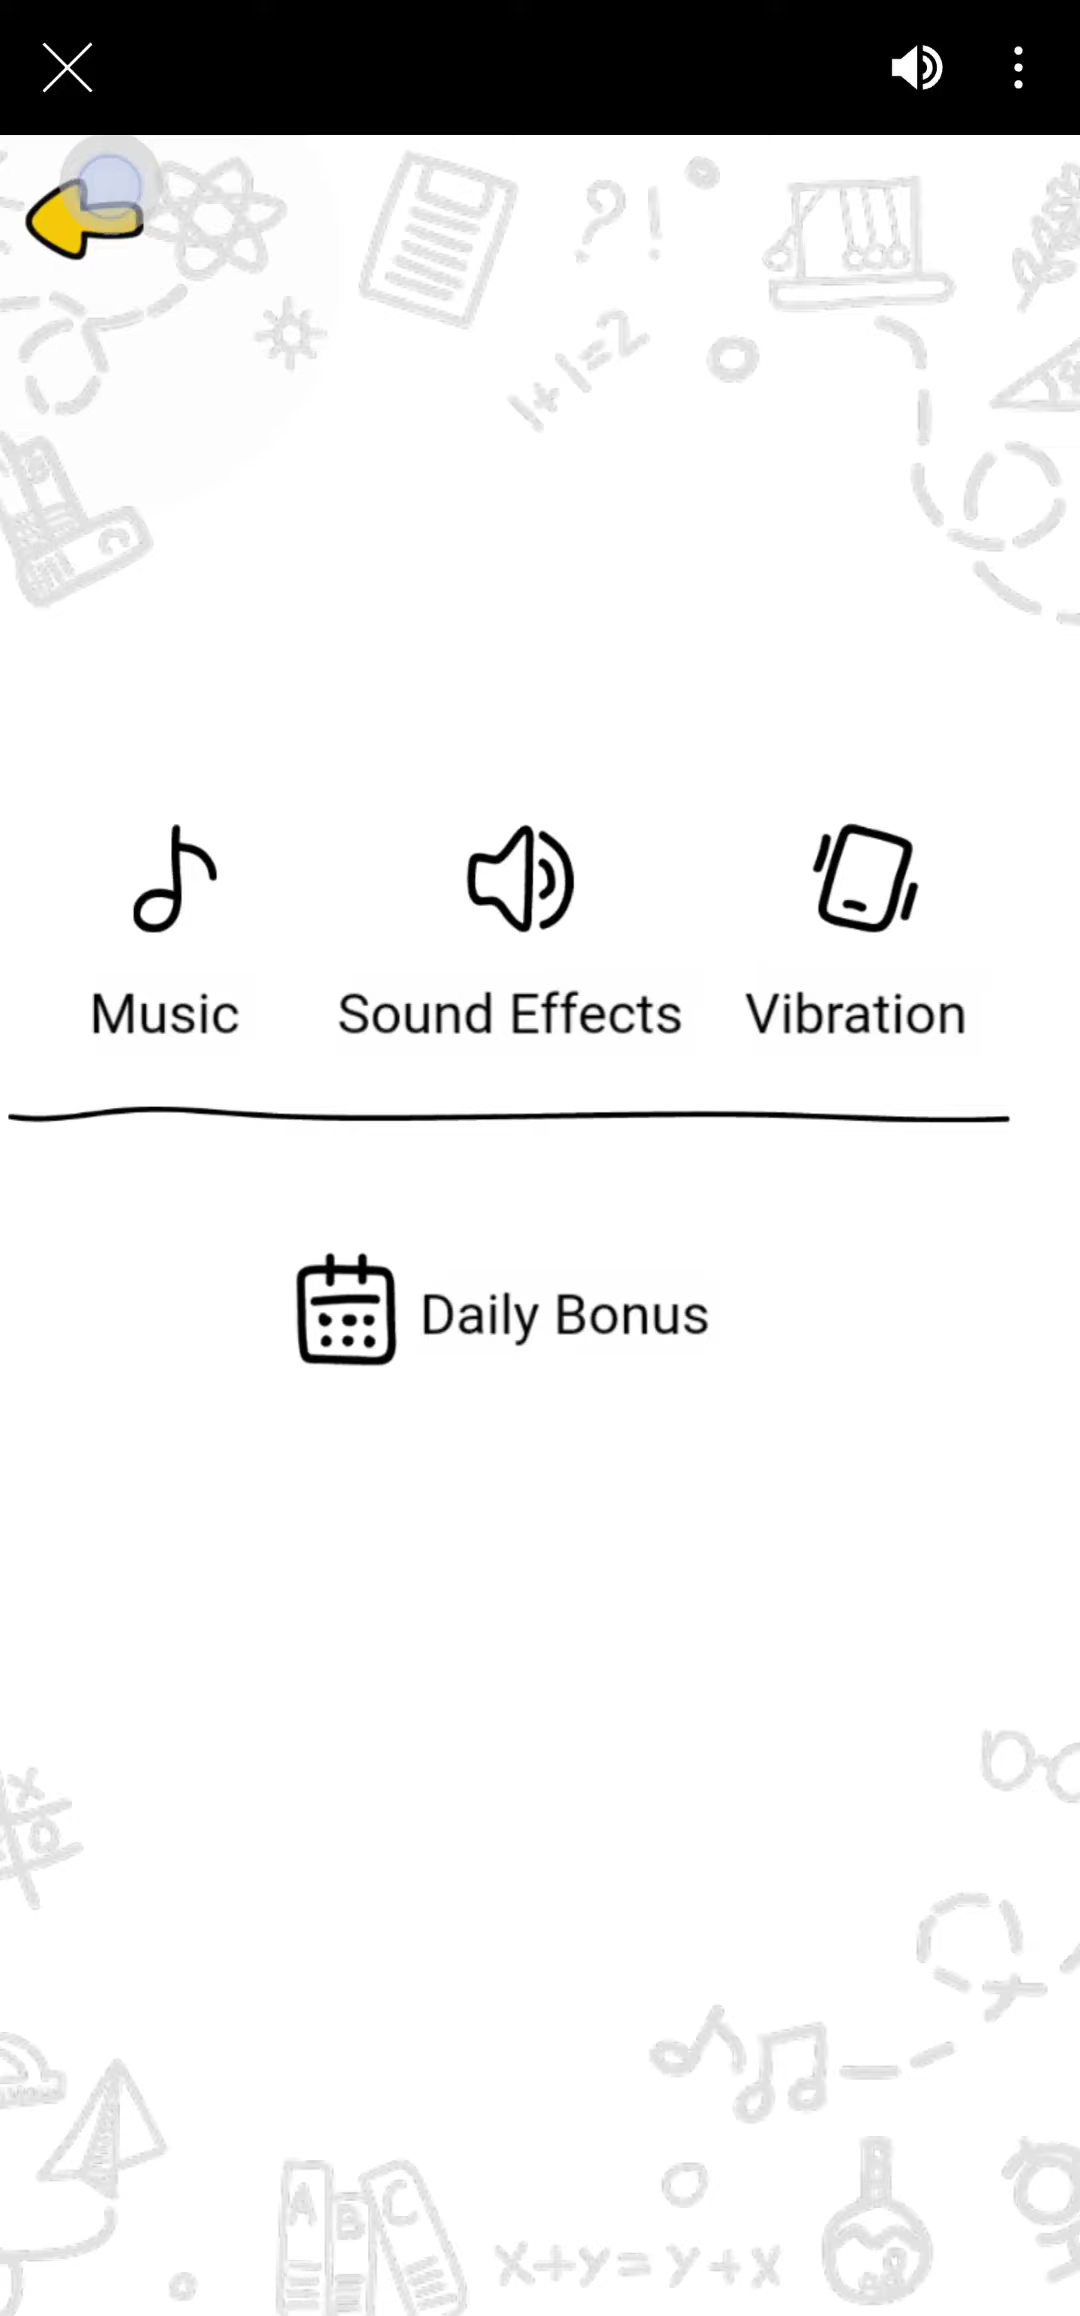 ?!
1+1=2
Music Sound Effects Vibration
Daily Bonus
x
o
A B C
x+y=y+x